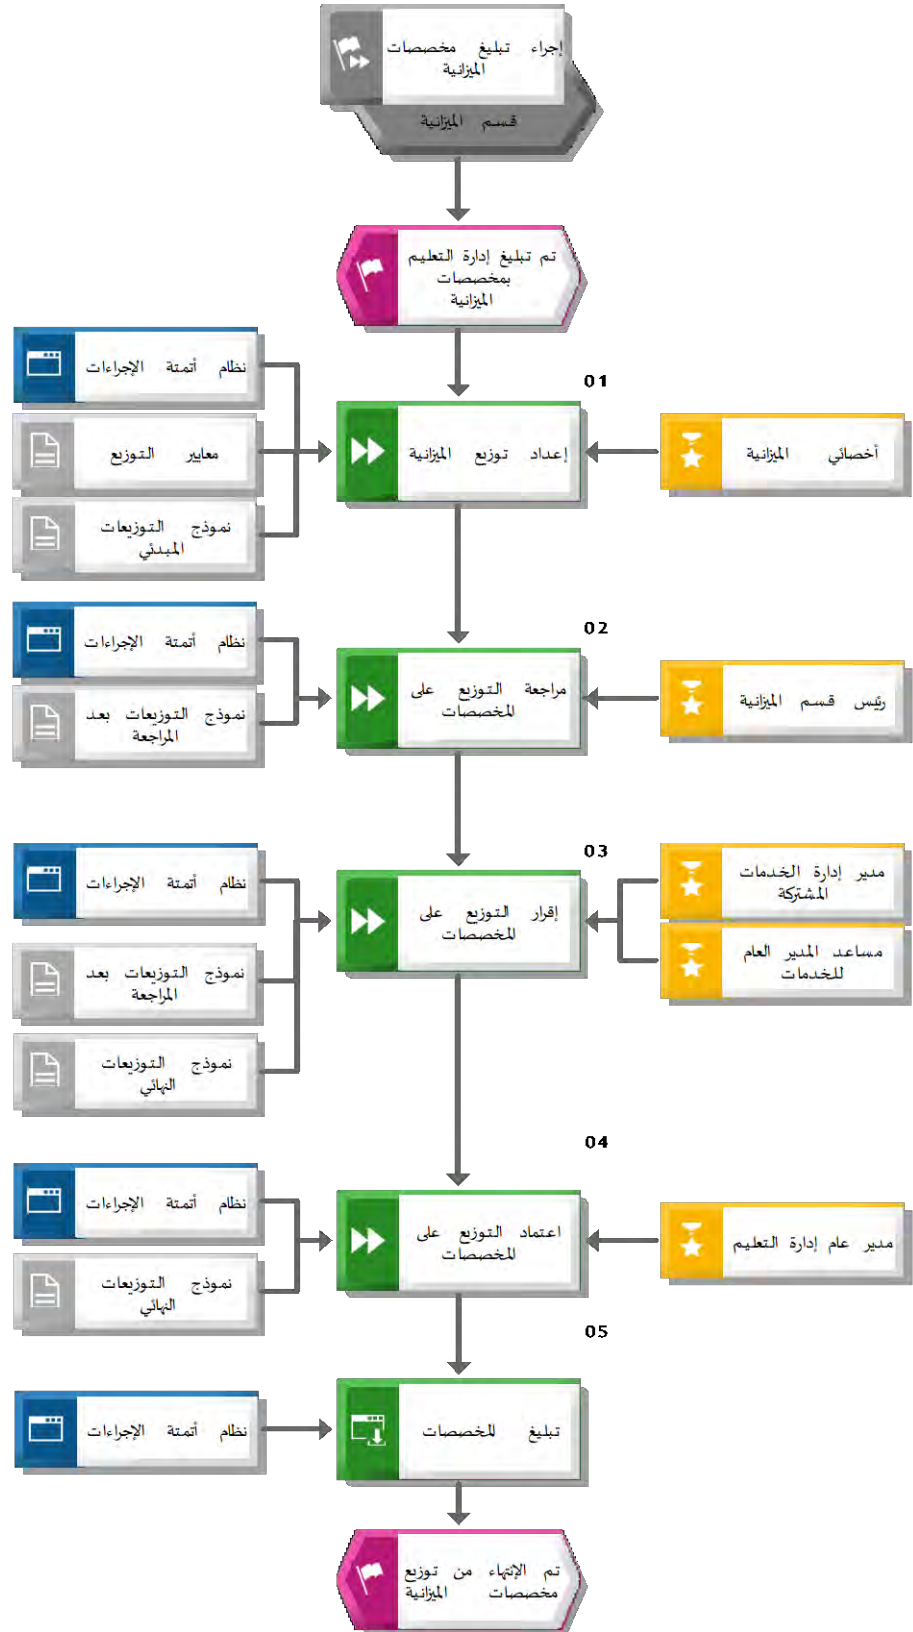 إجراء تبليغ مخصصات
الميزانية
قسم الميزانية
تم تبليغ إدارة التعليم
بمخصصات
الميزانية
01
أخصائي الميزانية
إعداد توزيع الميزانية
نظام أتمتة الإجراءات
معايير التوزيع
نموذج التوزيعات
المبدئي
02
رئيس قسم الميزانية
مراجعة التوزيع على
المخصصات
نظام أتمتة الإجراءات
نموذج التوزيعات بعد
المراجعة
03
مدير إدارة الخدمات
المشتركة
مساعد المدير العام
للخدمات
إقرار التوزيع على
المخصصات
نظام أتمتة الإجراءات
نموذج التوزيعات بعد
المراجعة
نموذج التوزيعات
النهائي
04
مدير عام إدارة التعليم
اعتماد التوزيع على
المخصصات
نظام أتمتة الإجراءات
نموذج التوزيعات
النهائي
05
تبليغ المخصصات
نظام أتمتة الإجراءات
تم الإنتهاء من توزيع
مخصصات الميزانية